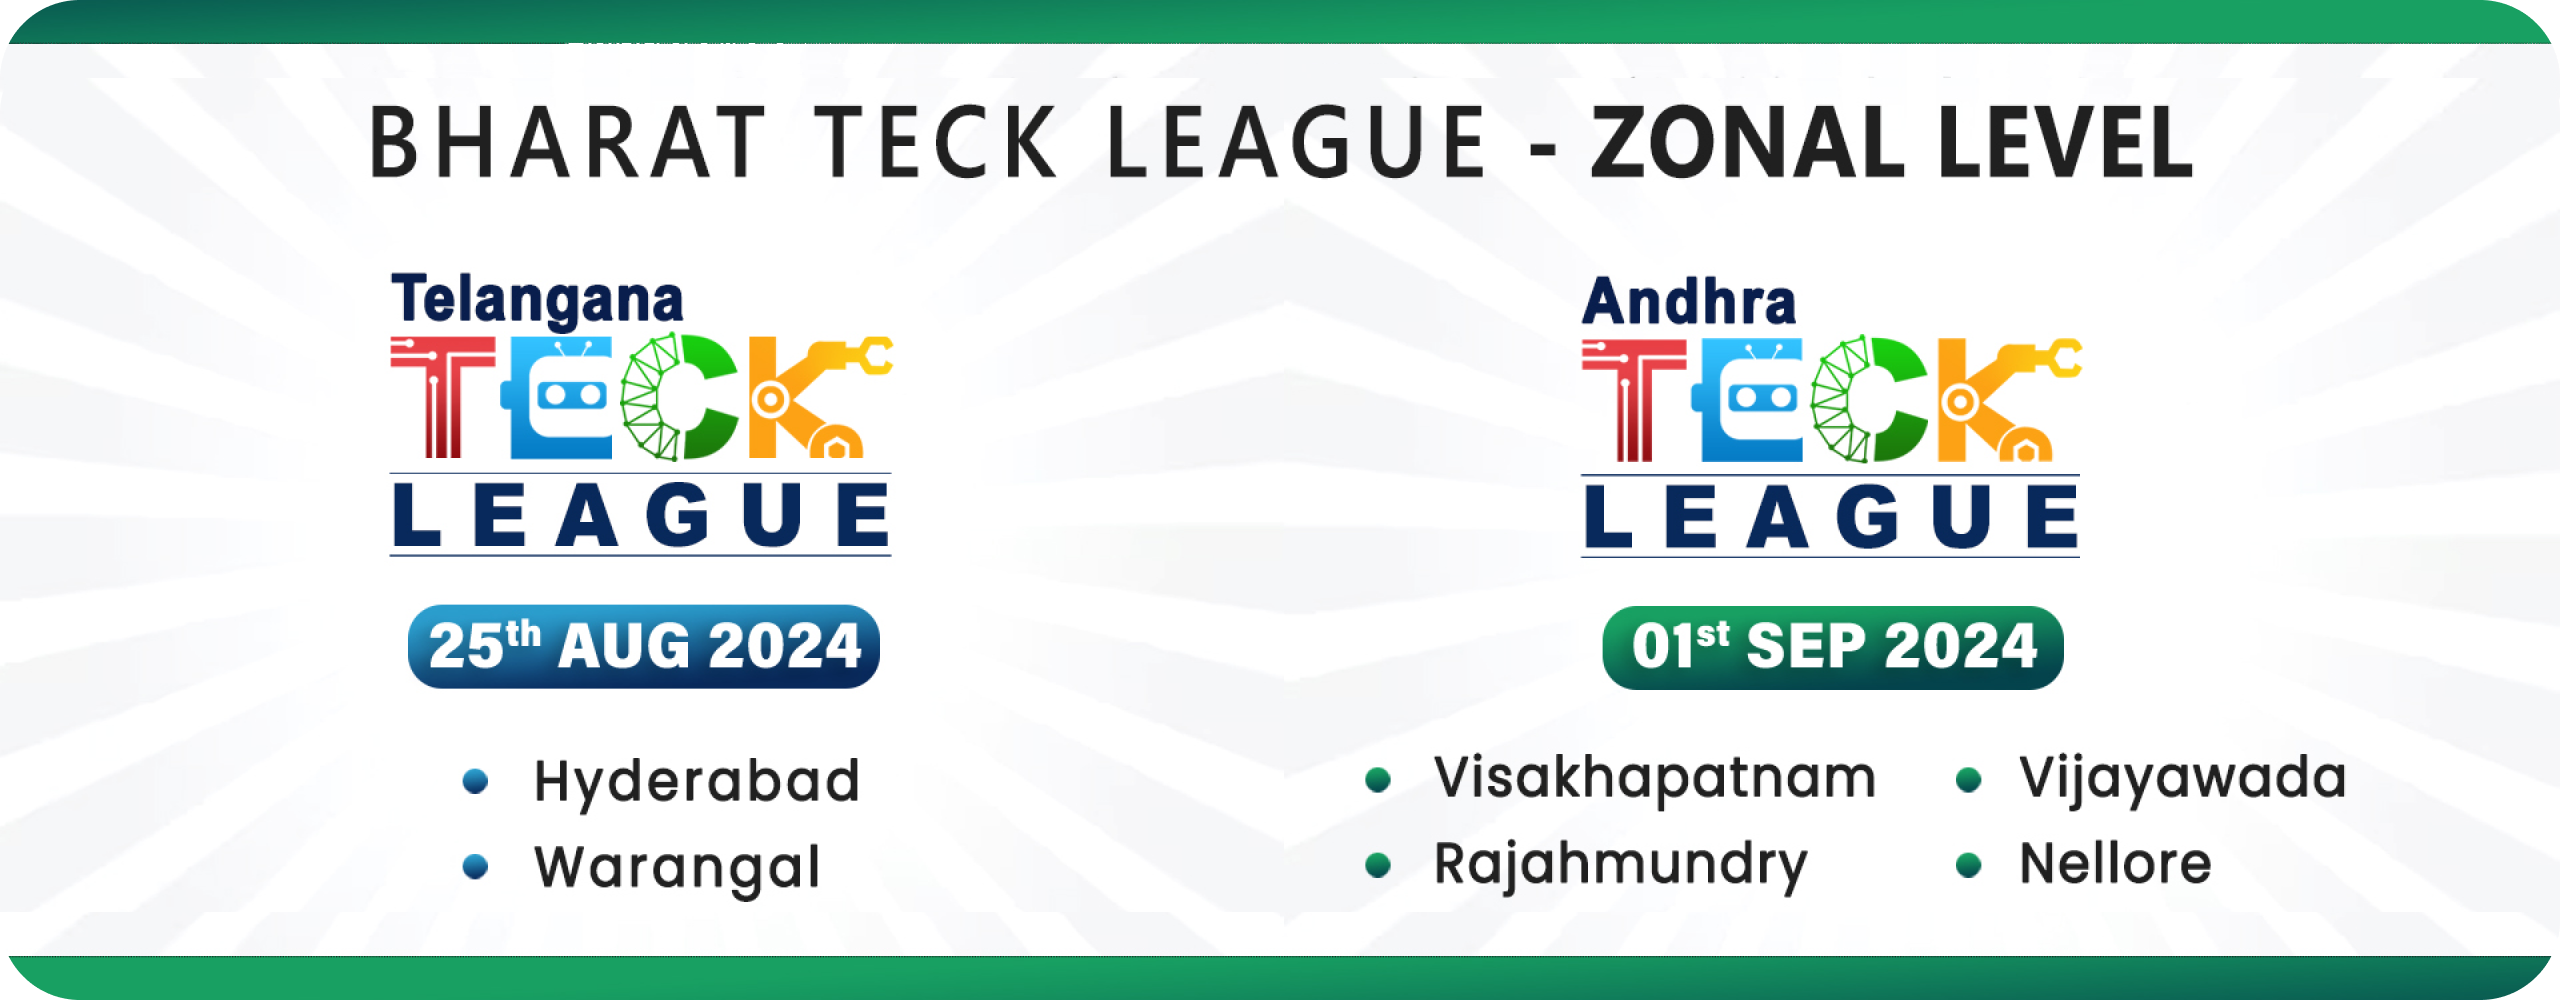 BHARAT TECK LEAGUE - ZONAL LEVEL
Telangana
TECK
LEAGUE
25th AUG 2024
• Hyderabad
• Warangal
Andhra
TECK
LEAGUE
01st SEP 2024
• Visakhapatnam
• Vijayawada
• Rajahmundry
• Nellore